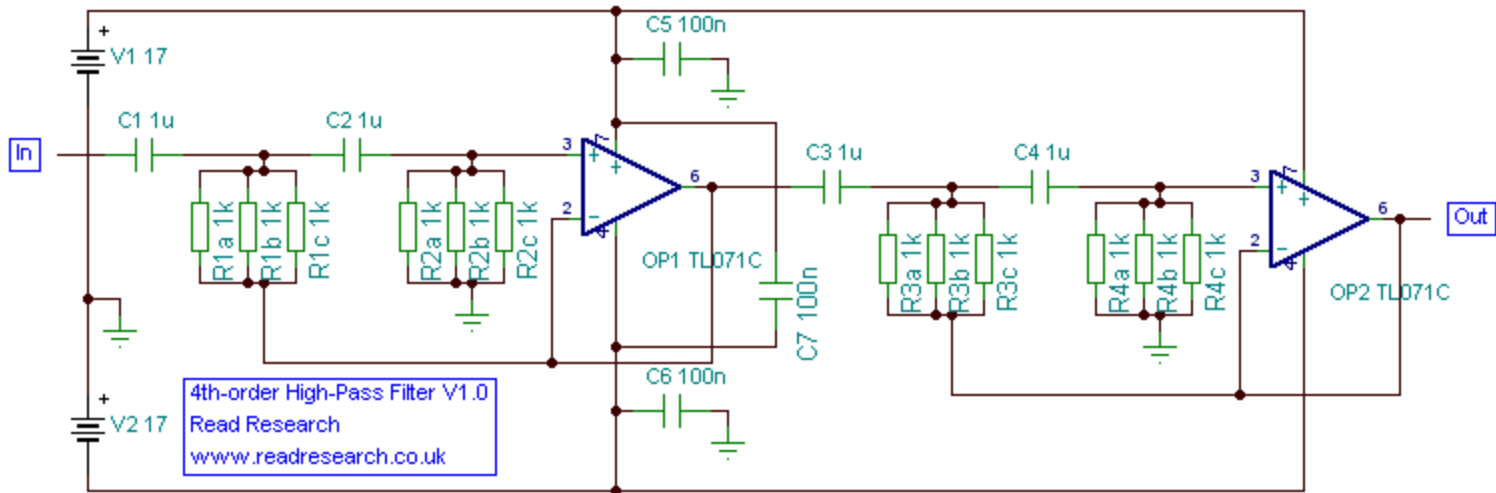 C5 100n
V1 17
C1 1u
C2 1u
In
3
7
+
+
6
2
−
4
R1a 1k
R1b 1k
R1c 1k
R2a 1k
R2b 1k
R2c 1k
OP1 TL071C
C7 100n
C3 1u
C4 1u
3
7
+
+
6
2
−
4
Out
R3a 1k
R3b 1k
R3c 1k
R4a 1k
R4b 1k
R4c 1k
OP2 TL071C
C6 100n
+
+
V2 17
4th-order High-Pass Filter V1.0
Read Research
www.readresearch.co.uk